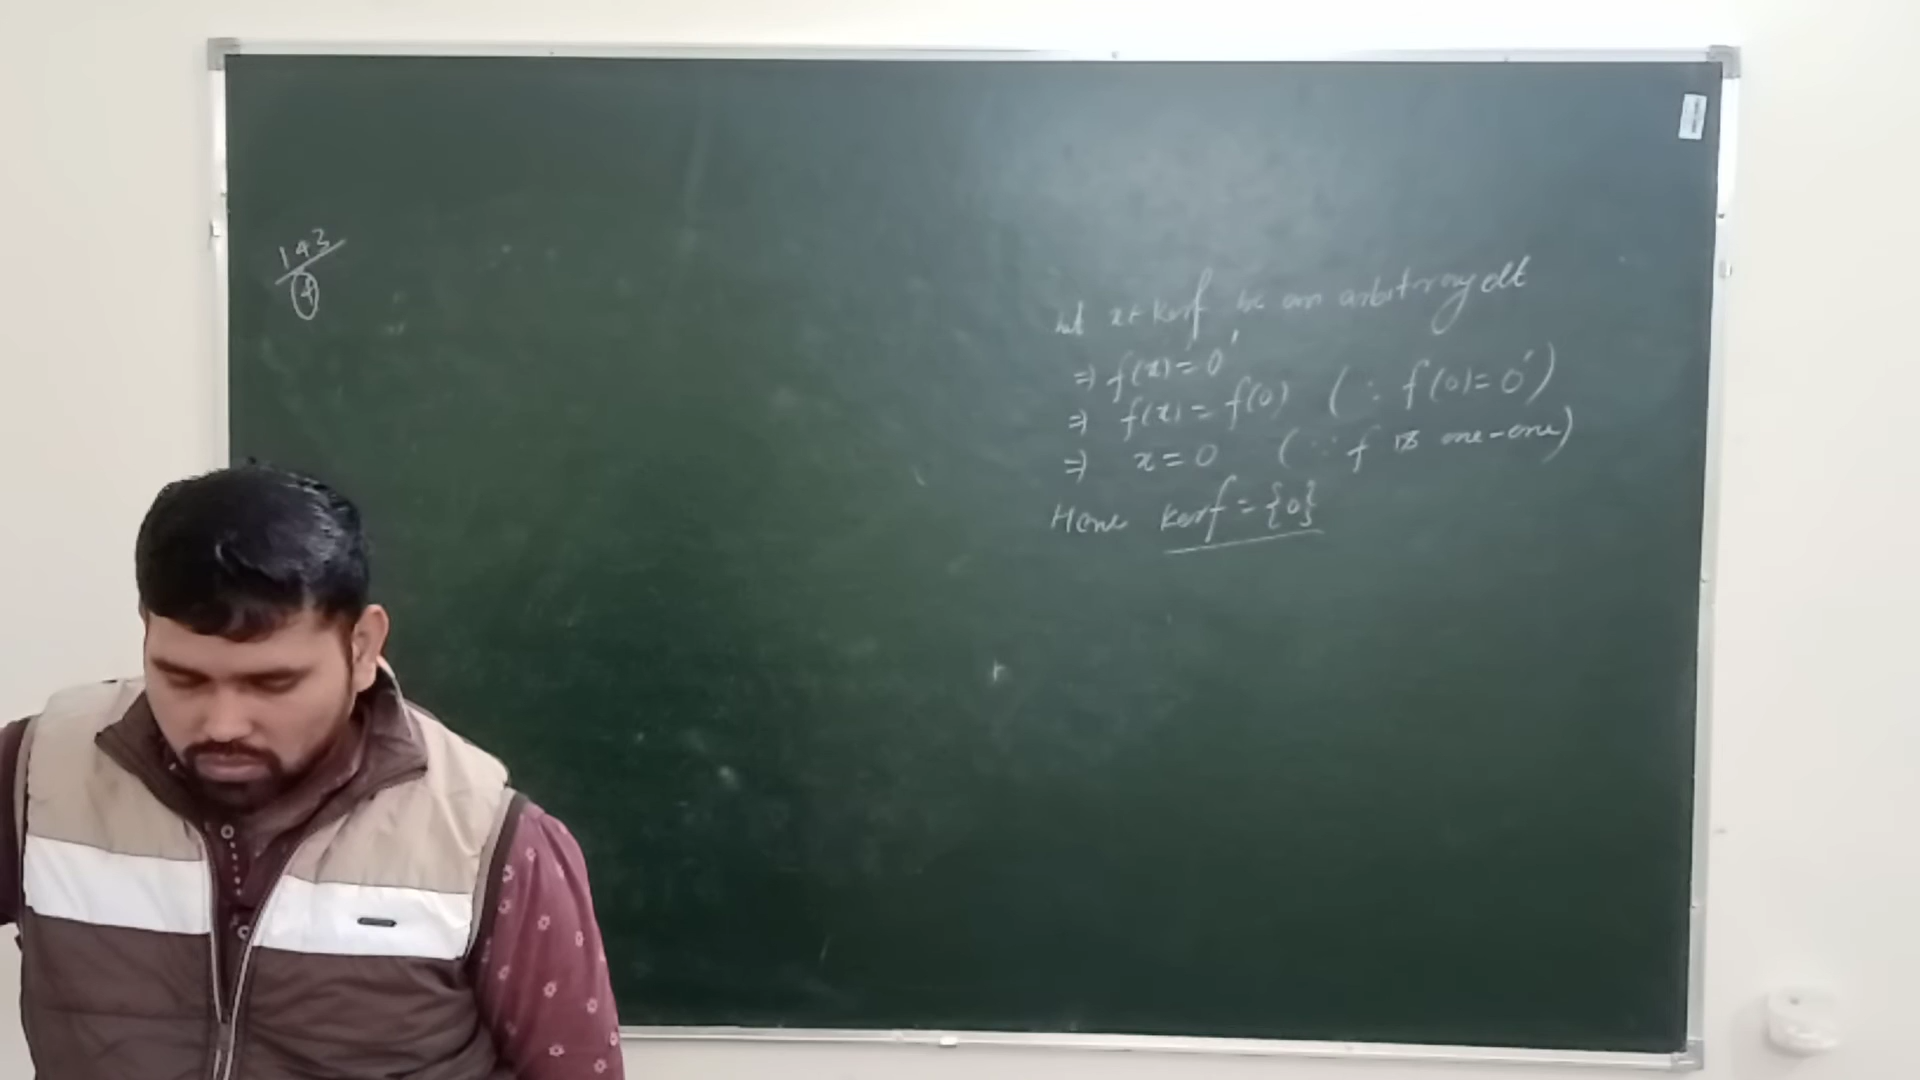 143
4
Let x∈ kerf be an arbitrary elt
⇒ f(x)=0'
⇒ f(x)=f(0) (∵ f(0)=0')
⇒ x=0 (∵ f is one-one)
Hence kerf={0}